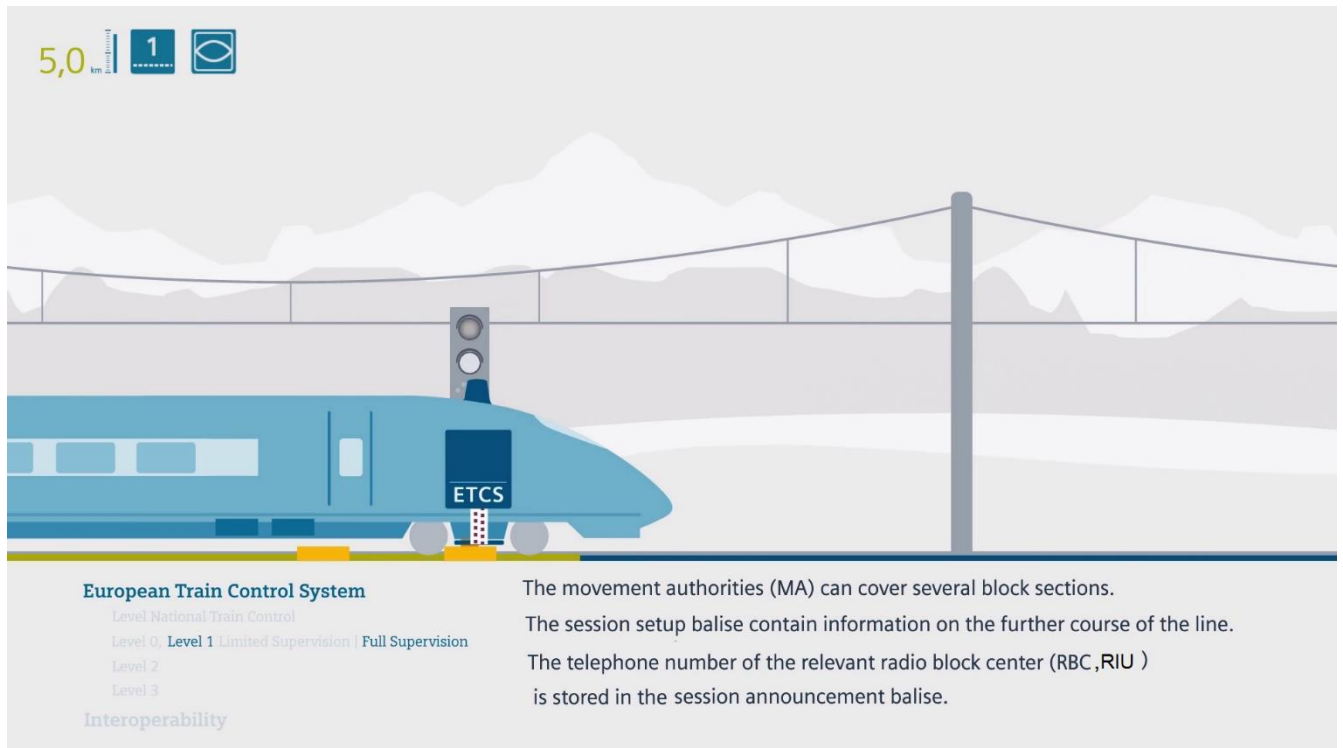 5,0 km
1
ETCS
European Train Control System
Level National Train Control
Level 0, Level 1 Limited Supervision | Full Supervision
Level 2
Level 3
Interoperability
The movement authorities (MA) can cover several block sections.
The session setup balise contain information on the further course of the line.
The telephone number of the relevant radio block center (RBC,RIU )
is stored in the session announcement balise.